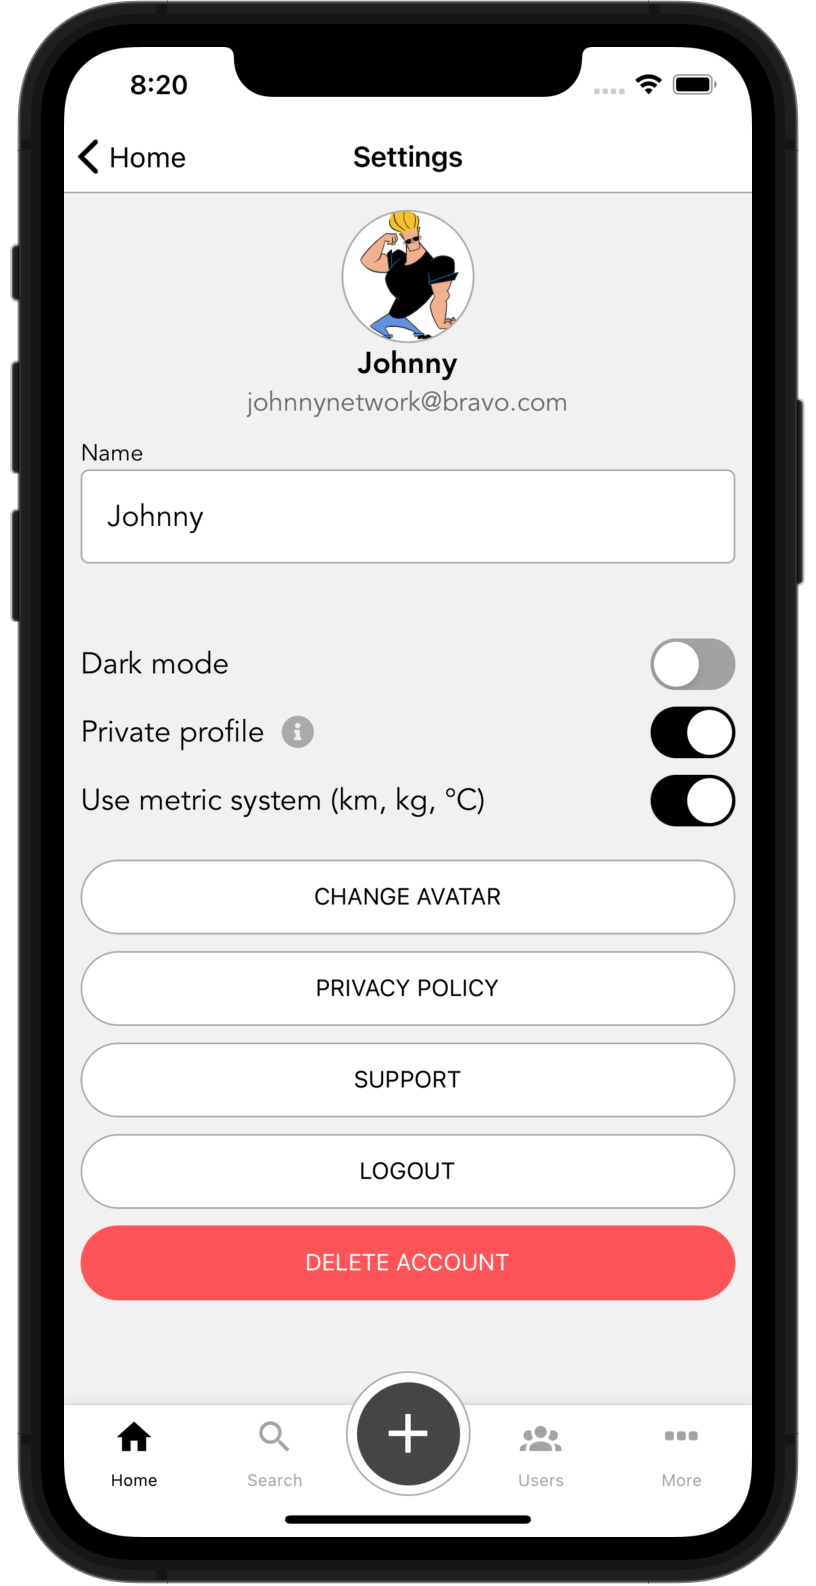 8:20
Home
Settings
Johnny
johnnynetwork@bravo.com
Name
Johnny
Dark mode
Private profile
Use metric system (km, kg, °C)
CHANGE AVATAR
PRIVACY POLICY
SUPPORT
LOGOUT
DELETE ACCOUNT
Home
Search
Users
More